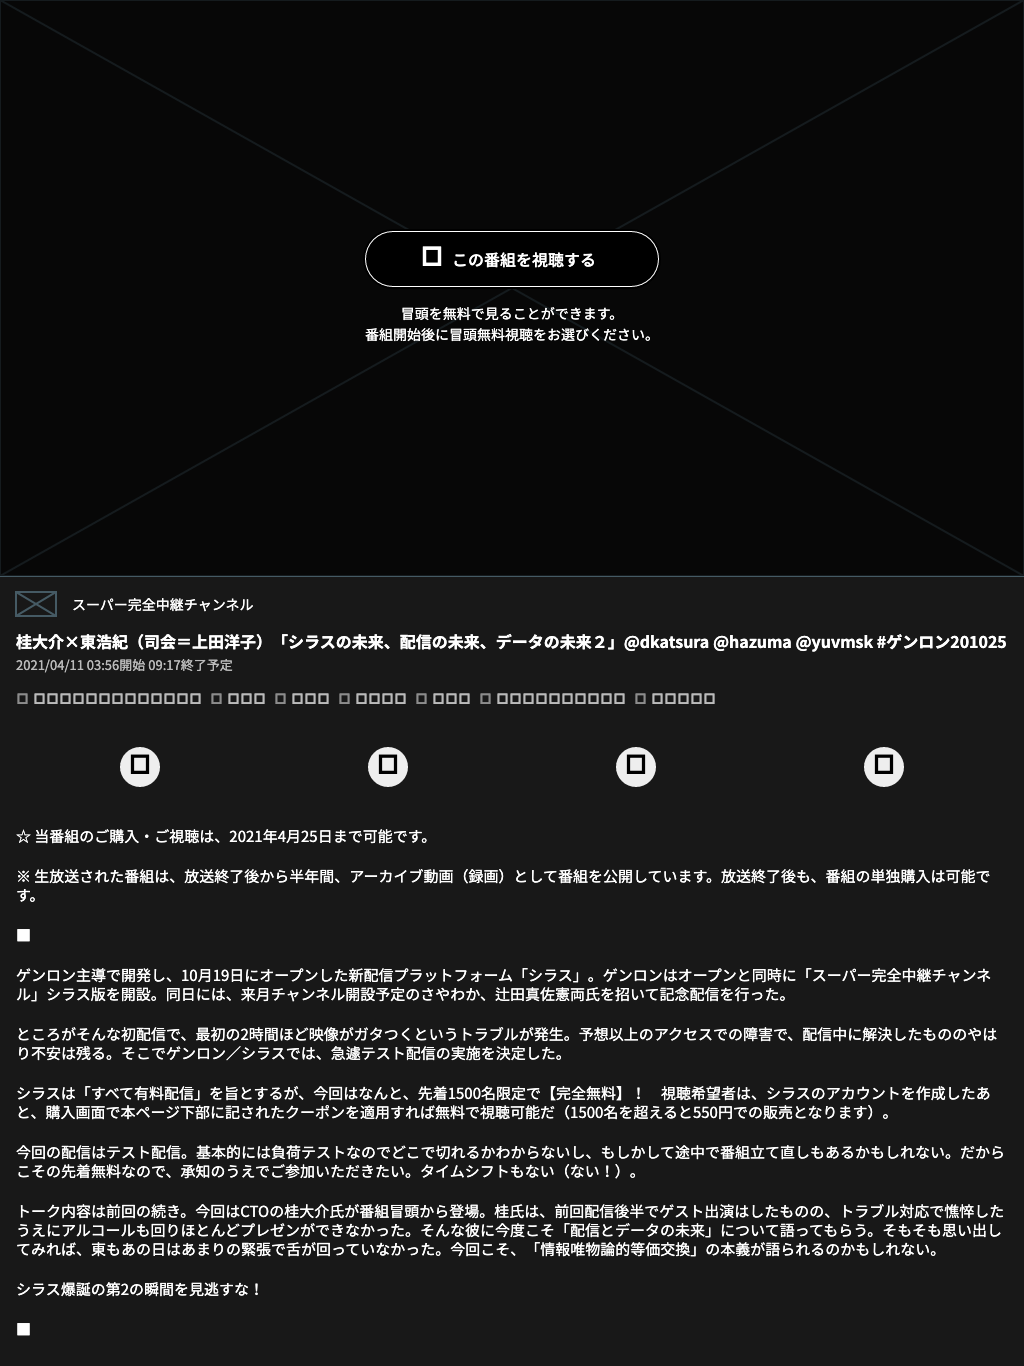 この番組を視聴する
冒頭を無料で見ることができます。
番組開始後に冒頭無料視聴をお選びください。
スーパー完全中継チャンネル
桂大介×東浩紀（司会＝上田洋子）「シラスの未来、配信の未来、データの未来２」@dkatsura @hazuma @yuvmsk #ゲンロン201025
2021/04/11 03:56開始 09:17終了予定
☆ 当番組のご購入・ご視聴は、2021年4月25日まで可能です。
※ 生放送された番組は、放送終了後から半年間、アーカイブ動画（録画）として番組を公開しています。放送終了後も、番組の単独購入は可能で
す。
■
ゲンロン主導で開発し、10月19日にオープンした新配信プラットフォーム「シラス」。ゲンロンはオープンと同時に「スーパー完全中継チャンネ
ル」シラス版を開設。同日には、来月チャンネル開設予定のさやわか、辻田真佐憲両氏を招いて記念配信を行った。
ところがそんな初配信で、最初の2時間ほど映像がガタつくというトラブルが発生。予想以上のアクセスでの障害で、配信中に解決したもののやは
り不安は残る。そこでゲンロン／シラスでは、急遽テスト配信の実施を決定した。
シラスは「すべて有料配信」を旨とするが、今回はなんと、先着1500名限定で【完全無料】！　視聴希望者は、シラスのアカウントを作成したあ
と、購入画面で本ページ下部に記されたクーポンを適用すれば無料で視聴可能だ（1500名を超えると550円での販売となります）。
今回の配信はテスト配信。基本的には負荷テストなのでどこで切れるかわからないし、もしかして途中で番組立て直しもあるかもしれない。だから
こその先着無料なので、承知のうえでご参加いただきたい。タイムシフトもない（ない！）。
トーク内容は前回の続き。今回はCTOの桂大介氏が番組冒頭から登場。桂氏は、前回配信後半でゲスト出演はしたものの、トラブル対応で憔悴した
うえにアルコールも回りほとんどプレゼンができなかった。そんな彼に今度こそ「配信とデータの未来」について語ってもらう。そもそも思い出し
てみれば、東もあの日はあまりの緊張で舌が回っていなかった。今回こそ、「情報唯物論的等価交換」の本義が語られるのかもしれない。
シラス爆誕の第2の瞬間を見逃すな！
■